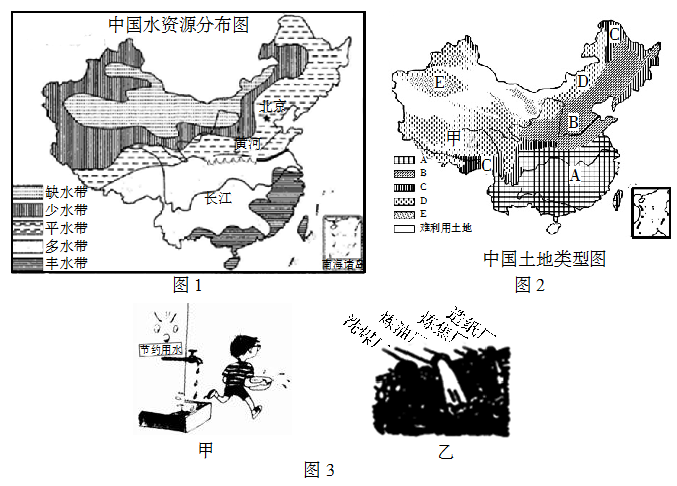 中国水资源分布图
北京
黄河
长江
缺水带
少水带
平水带
多水带
丰水带
南海诸岛
图1
C
D
E
B
甲
C
A
A
B
C
D
E
难利用土地
中国土地类型图
图2
节约用水
甲
洗煤厂
炼油厂
炼焦厂
造纸厂
乙
图3